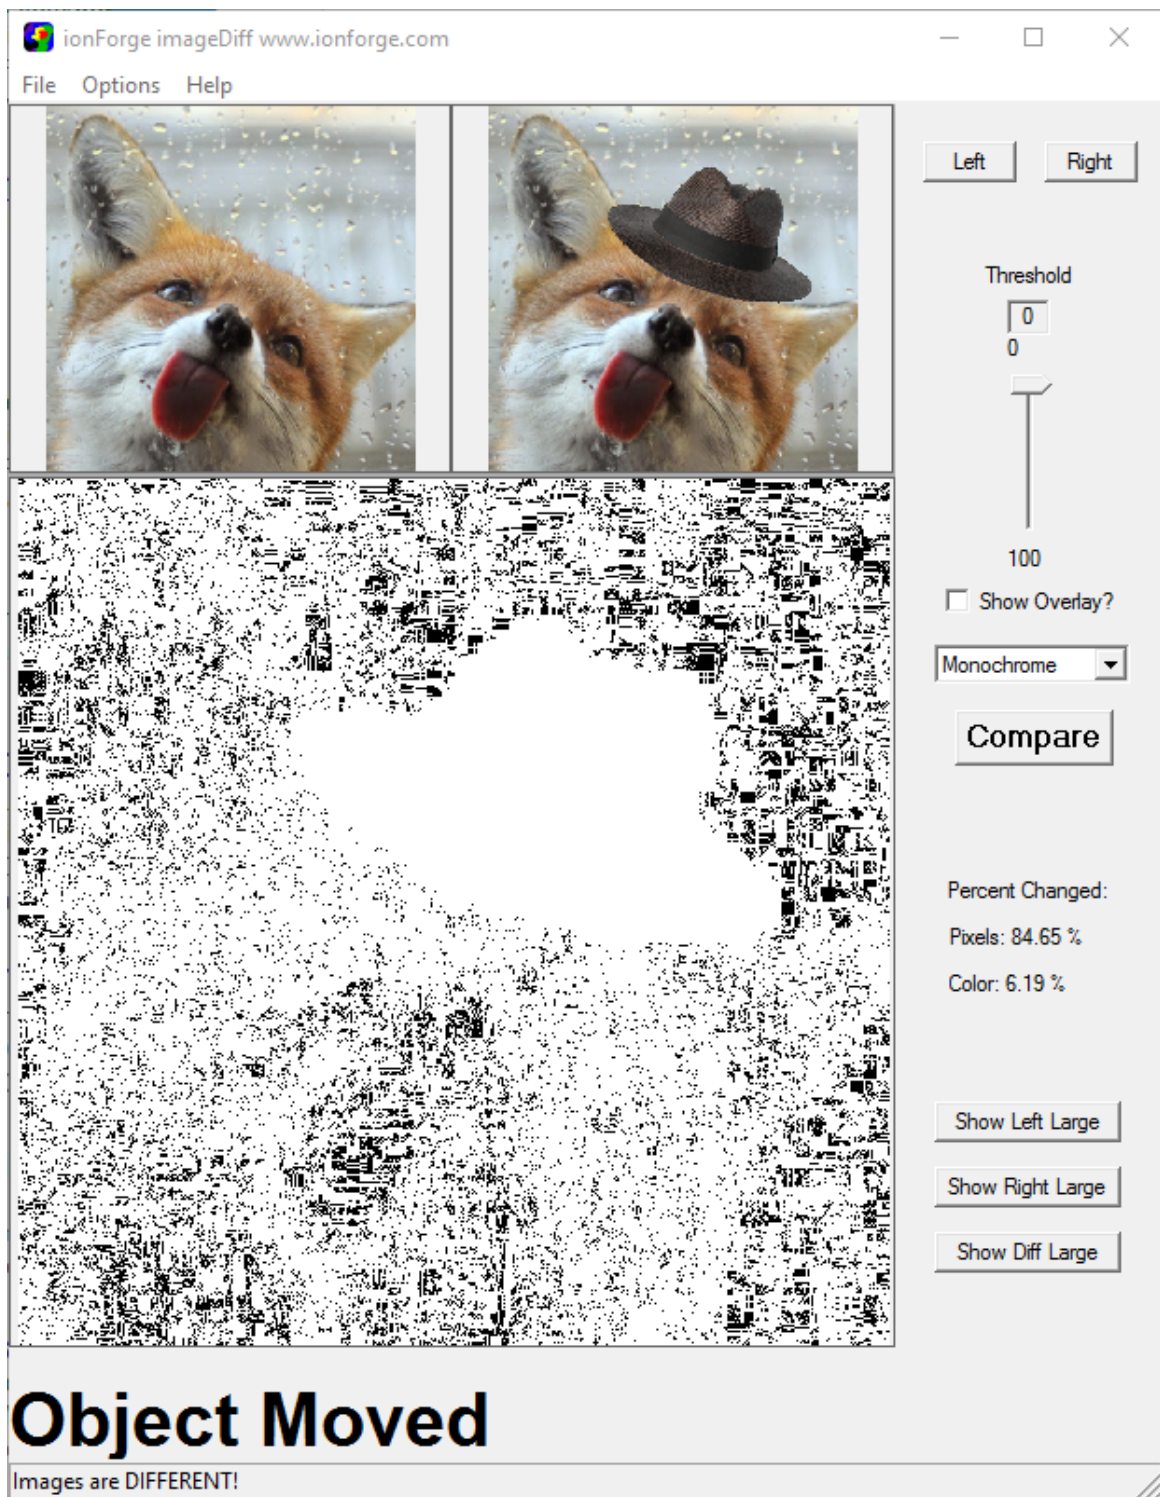 ionForge imageDiff www.ionforge.com
File Options Help
Left Right
Threshold
0
0
100
Show Overlay?
Monochrome
Compare
Percent Changed:
Pixels: 84.65 %
Color: 6.19 %
Show Left Large
Show Right Large
Show Diff Large
Object Moved
Images are DIFFERENT!